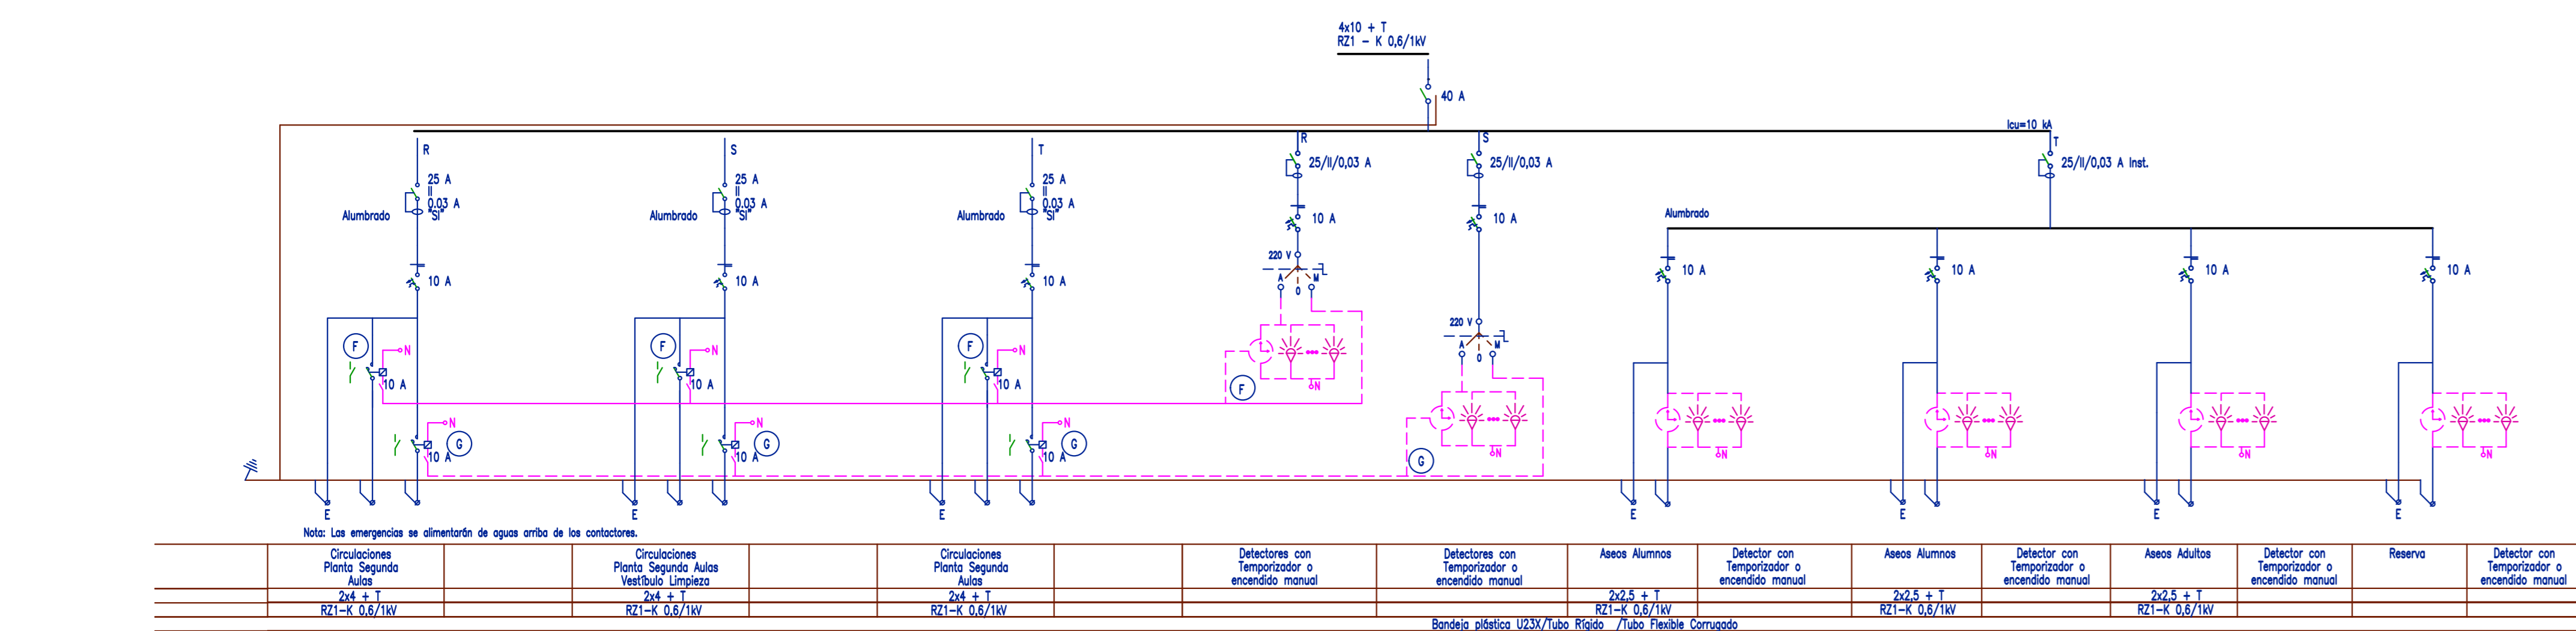 4x10 + T
RZ1 - K 0,6/1kV
40 A
Icu=10 kA
R
S
T
R
S
T
25/II/0,03 A
25/II/0,03 A
25/II/0,03 A Inst.
25 A
II
0.03 A
"SI"
Alumbrado
25 A
II
0.03 A
"SI"
Alumbrado
25 A
II
0.03 A
"SI"
Alumbrado
10 A
10 A
Alumbrado
220 V
A
O
M
10 A
10 A
10 A
10 A
10 A
10 A
10 A
220 V
A
O
M
F
N
10 A
F
N
10 A
F
N
10 A
F
N
G
N
10 A
G
N
10 A
G
N
10 A
G
N
N
N
N
N
E
E
E
E
E
E
E
Nota: Las emergencias se alimentarán de aguas arriba de los contactores.
Circulaciones
Planta Segunda
Aulas
Circulaciones
Planta Segunda Aulas
Vestíbulo Limpieza
Circulaciones
Planta Segunda
Aulas
Detectores con
Temporizador o
encendido manual
Detectores con
Temporizador o
encendido manual
Aseos Alumnos
Detector con
Temporizador o
encendido manual
Aseos Alumnos
Detector con
Temporizador o
encendido manual
Aseos Adultos
Detector con
Temporizador o
encendido manual
Reserva
Detector con
Temporizador o
encendido manual
2x4 + T
2x4 + T
2x4 + T
2x2,5 + T
2x2,5 + T
2x2,5 + T
RZ1-K 0,6/1kV
RZ1-K 0,6/1kV
RZ1-K 0,6/1kV
RZ1-K 0,6/1kV
RZ1-K 0,6/1kV
RZ1-K 0,6/1kV
Bandeja plástica U23X/Tubo Rígido /Tubo Flexible Corrugado